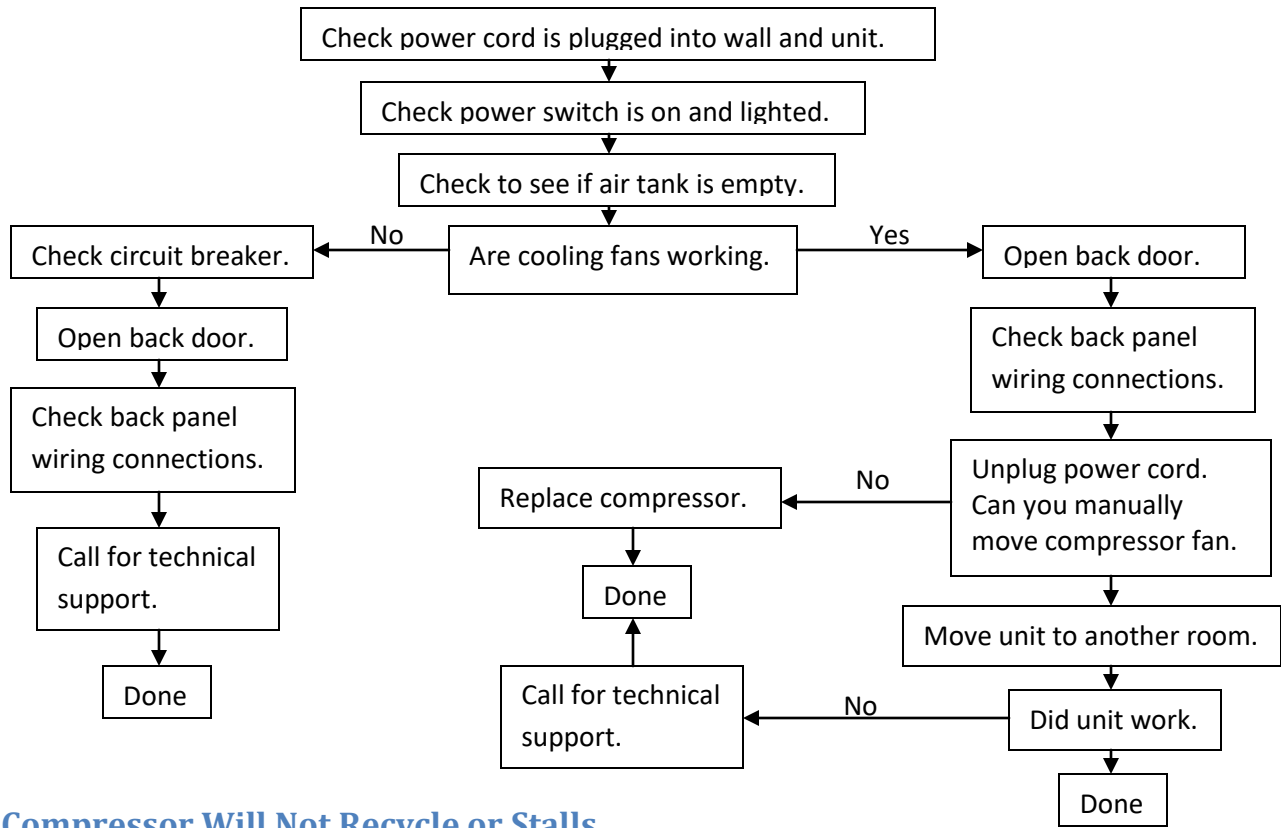 Check power cord is plugged into wall and unit.
Check power switch is on and lighted.
Check to see if air tank is empty.
Are cooling fans working.
No
Yes
Check circuit breaker.
Open back door.
Check back panel
wiring connections.
Call for technical
support.
Done
Open back door.
Check back panel
wiring connections.
Unplug power cord.
Can you manually
move compressor fan.
No
Replace compressor.
Done
Move unit to another room.
Did unit work.
No
Call for technical
support.
Done
Compressor Will Not Recycle or Stalls